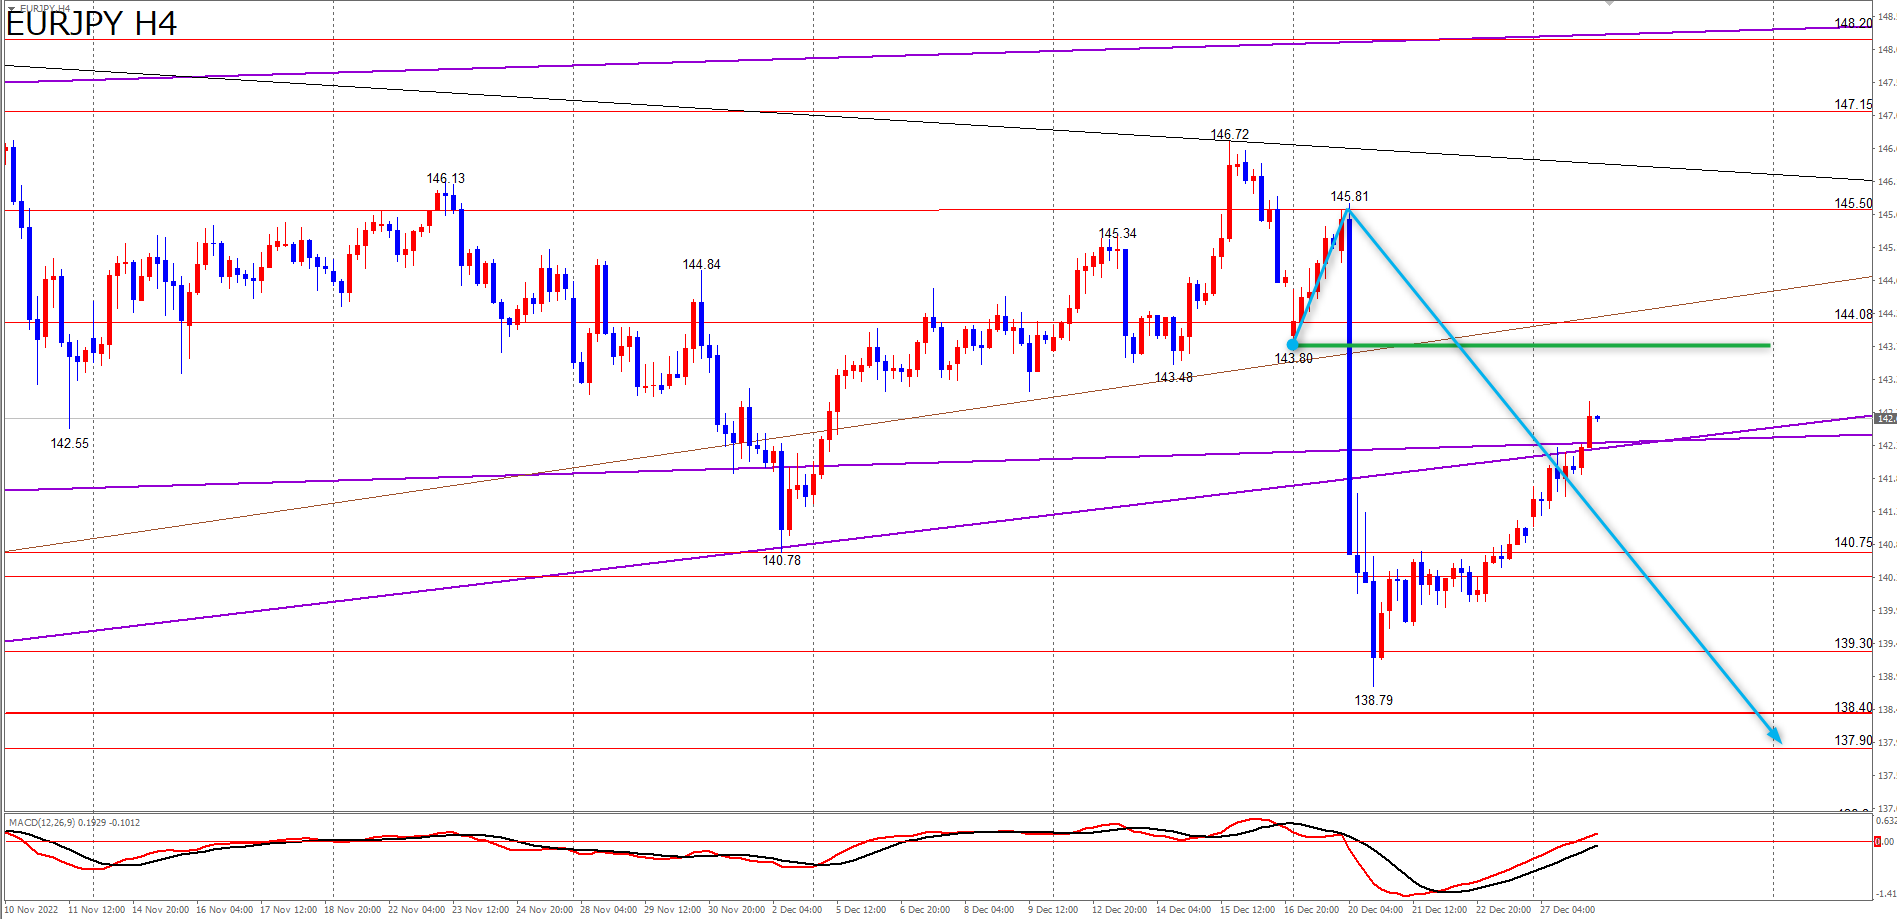 EURJPY,H4
EURJPY H4
148.20
147.15
146.72
146.13
145.81
145.50
145.34
144.84
144.08
143.80
143.48
142.55
140.78
140.75
139.30
138.79
138.40
137.90
MACD(12,26,9) 0.1929 -0.1012
0.00
10 Nov 2022
11 Nov 12:00
14 Nov 20:00
16 Nov 04:00
17 Nov 12:00
18 Nov 20:00
22 Nov 04:00
23 Nov 12:00
24 Nov 20:00
28 Nov 04:00
29 Nov 12:00
30 Nov 20:00
2 Dec 04:00
5 Dec 12:00
6 Dec 20:00
8 Dec 04:00
9 Dec 12:00
12 Dec 20:00
14 Dec 04:00
15 Dec 12:00
16 Dec 20:00
20 Dec 04:00
21 Dec 12:00
22 Dec 20:00
27 Dec 04:00